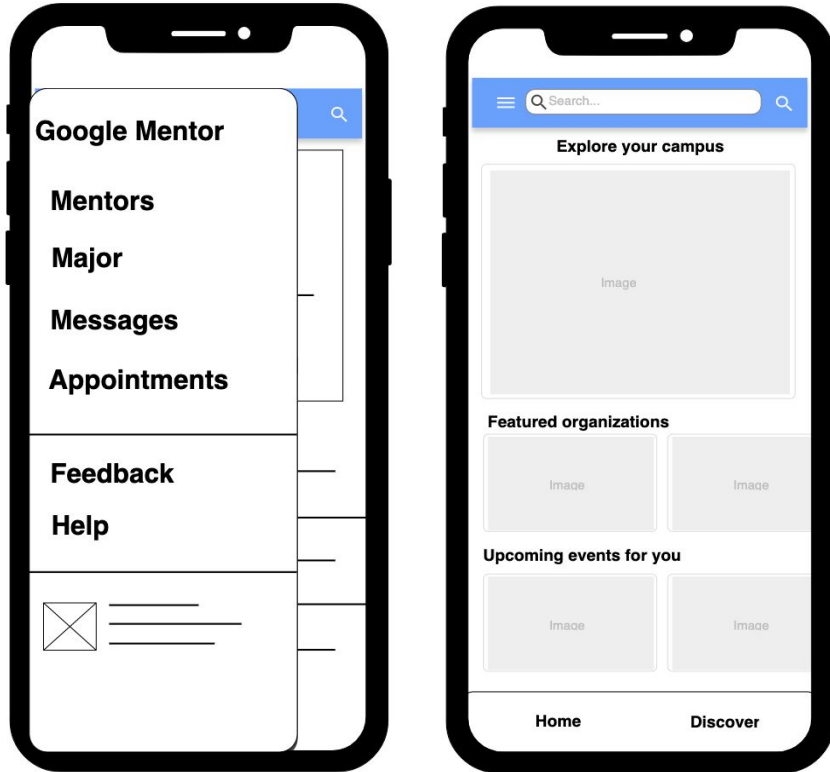 Google Mentor
Mentors
Major
Messages
Appointments
Feedback
Help
Search...
Explore your campus
Image
Featured organizations
Image
Image
Upcoming events for you
Image
Image
Home
Discover